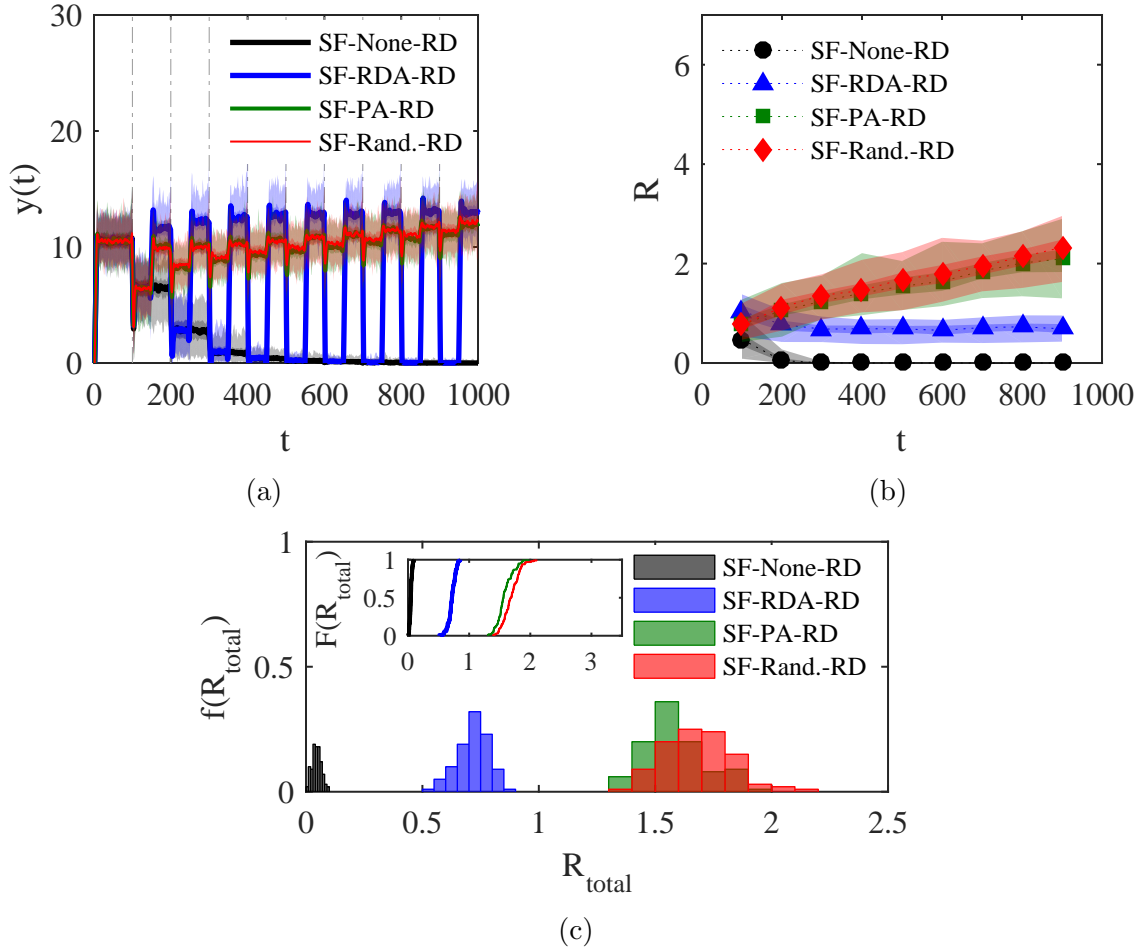 30
20
10
0
y(t)
SF-None-RD
SF-RDA-RD
SF-PA-RD
SF-Rand.-RD
0 200 400 600 800 1000
t
(a)
6
4
2
0
R
SF-None-RD
SF-RDA-RD
SF-PA-RD
SF-Rand.-RD
0 200 400 600 800 1000
t
(b)
1
0.5
0
f(R_total)
1
0.5
0
F(R_total)
0 1 2 3
SF-None-RD
SF-RDA-RD
SF-PA-RD
SF-Rand.-RD
0 0.5 1 1.5 2 2.5
R_total
(c)